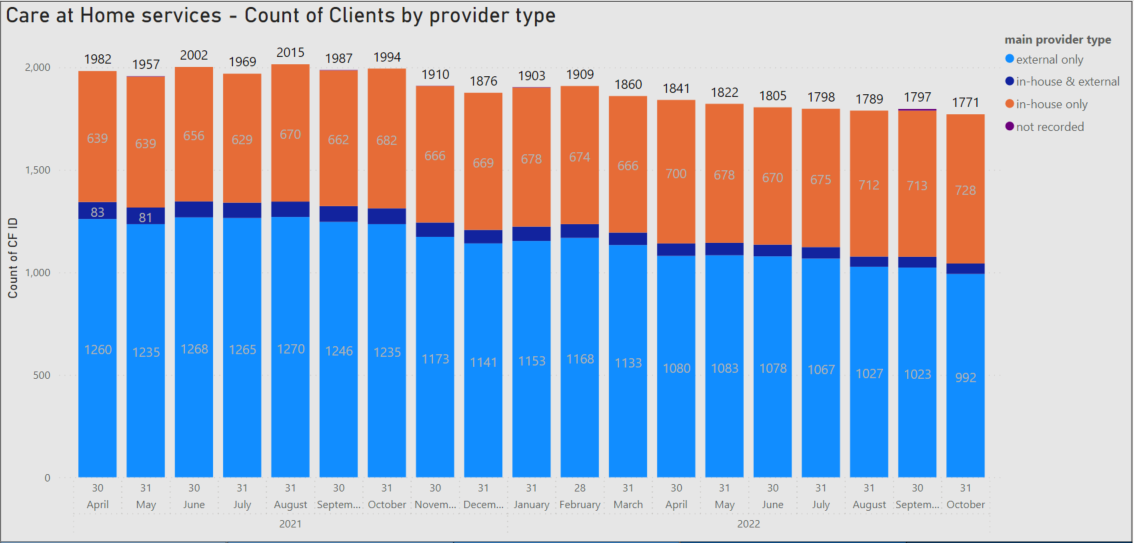 Care at Home services - Count of Clients by provider type
main provider type
external only
in-house & external
in-house only
not recorded
Count of CF ID
2,000
1,500
1,000
500
0
1982 1957 2002 1969 2015 1987 1994 1910 1876 1903 1909 1860 1841 1822 1805 1798 1789 1797 1771
639 639 656 629 670 662 682 666 669 678 674 666 700 678 670 675 712 713 728
83 81
1260 1235 1268 1265 1270 1246 1235 1173 1141 1153 1168 1133 1080 1083 1078 1067 1027 1023 992
30 31 30 31 31 30 31 30 31 31 28 31 30 31 30 31 31 30 31
April May June July August Septem... October Novem... Decem... January February March April May June July August Septem... October
2021 2022